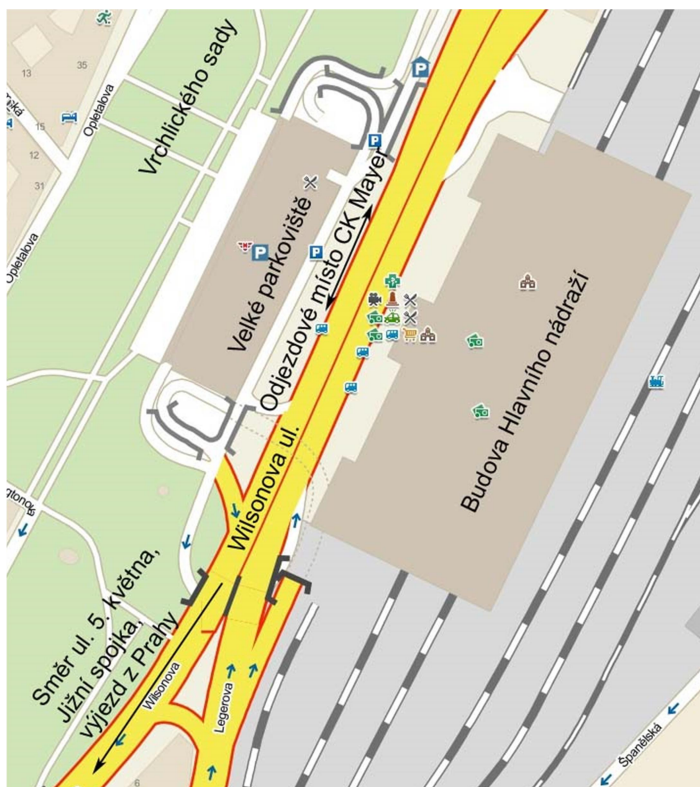 35
13
Opletalova
Vrchlického sady
15
12
31
P
P
Opletalova
Velké parkoviště
P
P
Odjezdové místo CK Mayer
Budova Hlavního nádraží
Wilsonova ul.
Směr ul. 5. května,
Jižní spojka,
výjezd z Prahy
Wilsonova
Legerova
Španělská
6